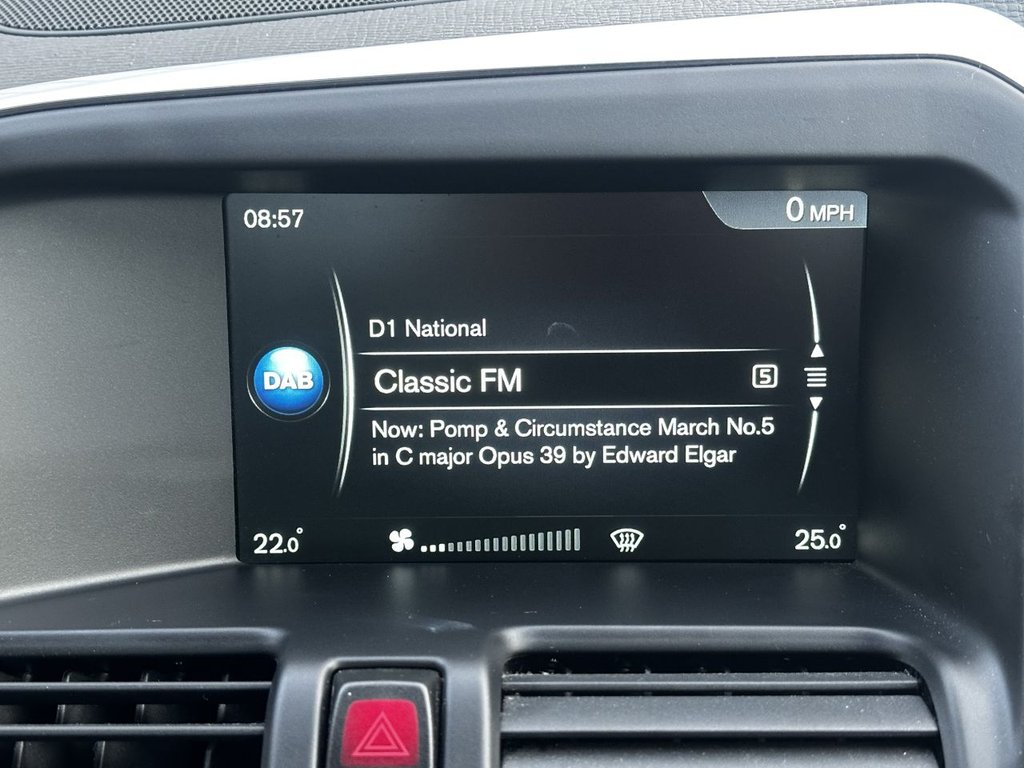 08:57
0 MPH
D1 National
DAB
Classic FM
5
Now: Pomp & Circumstance March No.5
in C major Opus 39 by Edward Elgar
22.0°
25.0°